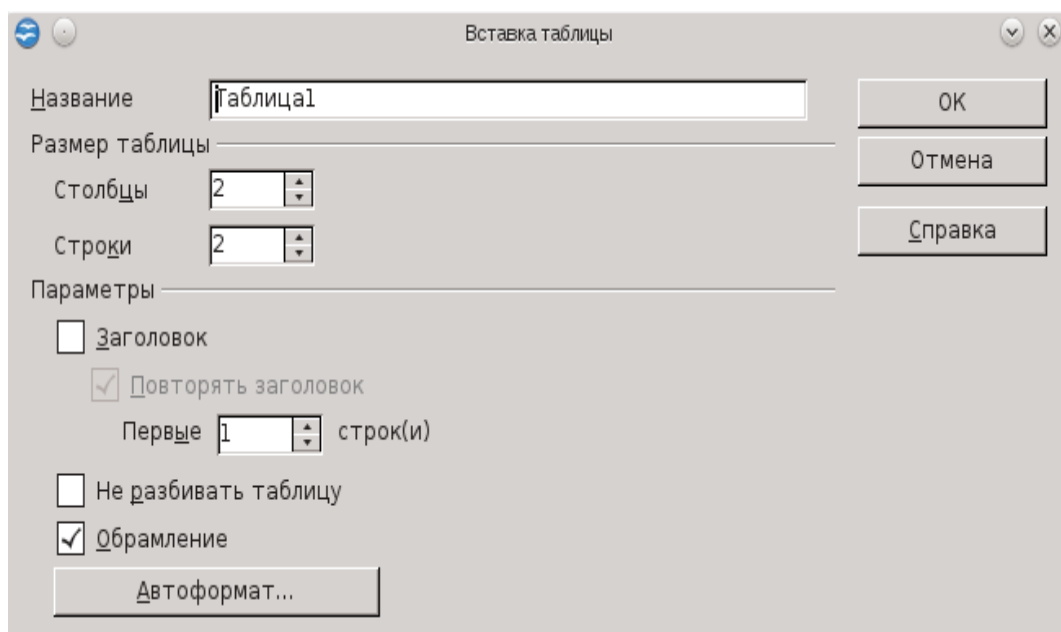 Вставка таблицы
Название Таблица1
OK
Размер таблицы
Отмена
Столбцы 2
Строки 2
Справка
Параметры
Заголовок
Повторять заголовок
Первые 1 строк(и)
Не разбивать таблицу
Обрамление
Автоформат...